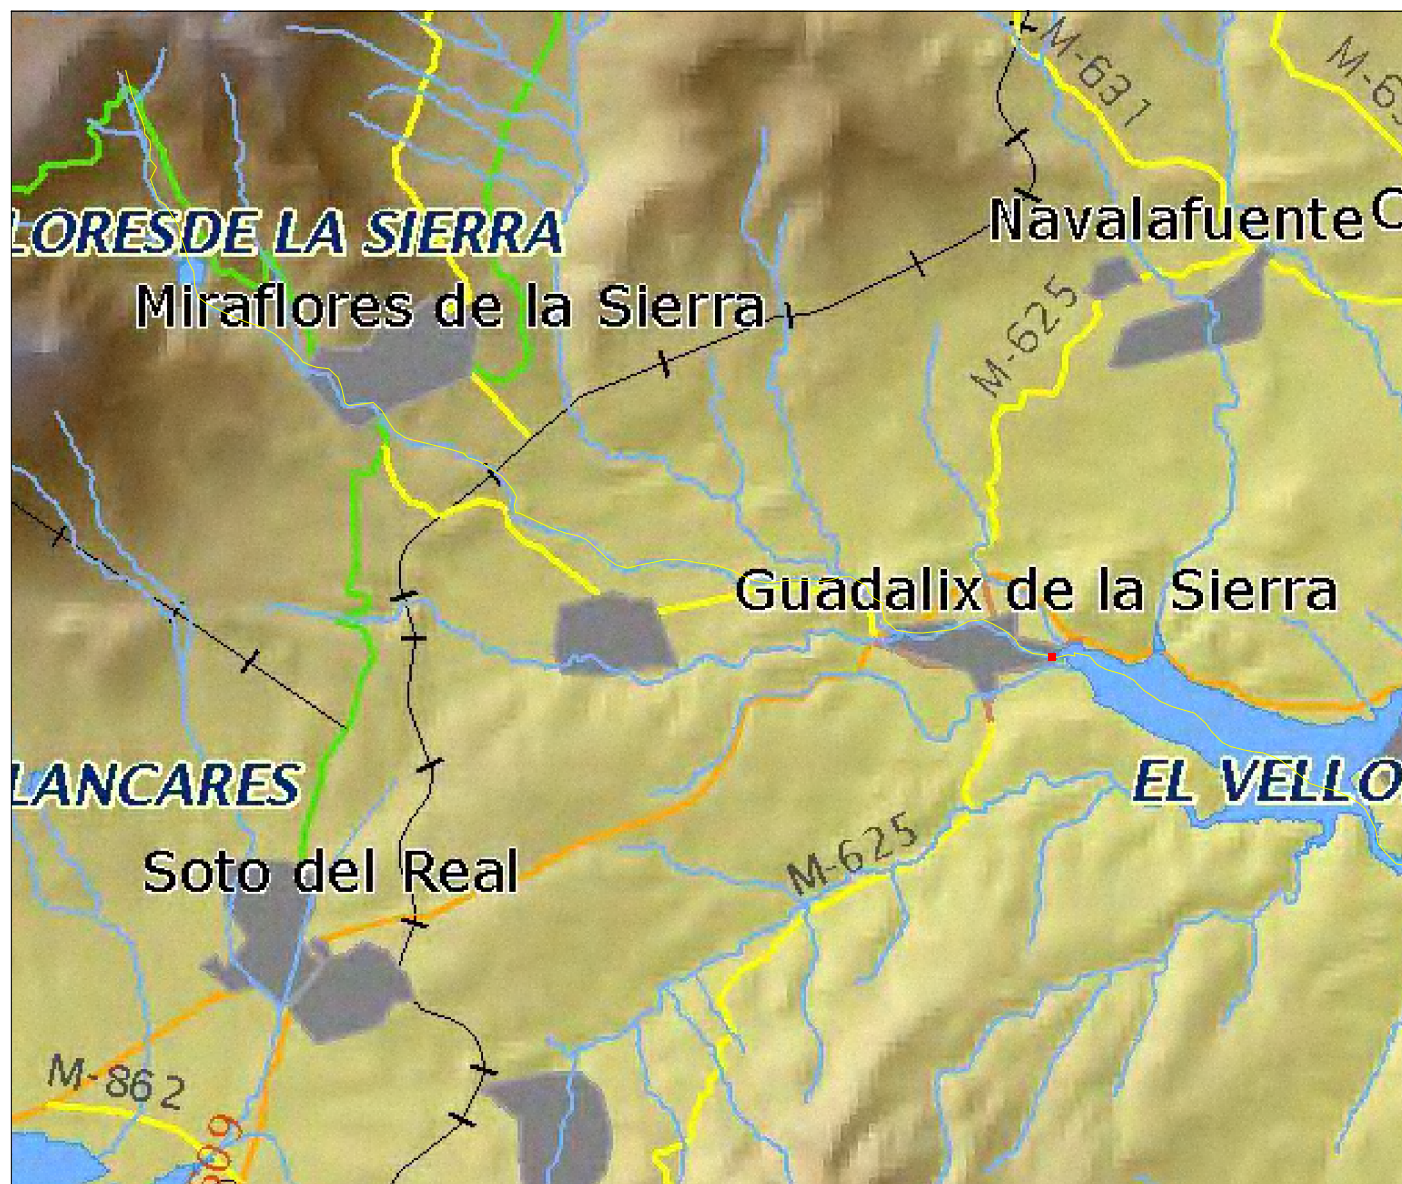 M-631
M-6
LORESDE LA SIERRA
Navalafuente
C
Miraflores de la Sierra
M-625
Guadalix de la Sierra
LANCARES
EL VELLO
Soto del Real
M-625
M-862
609